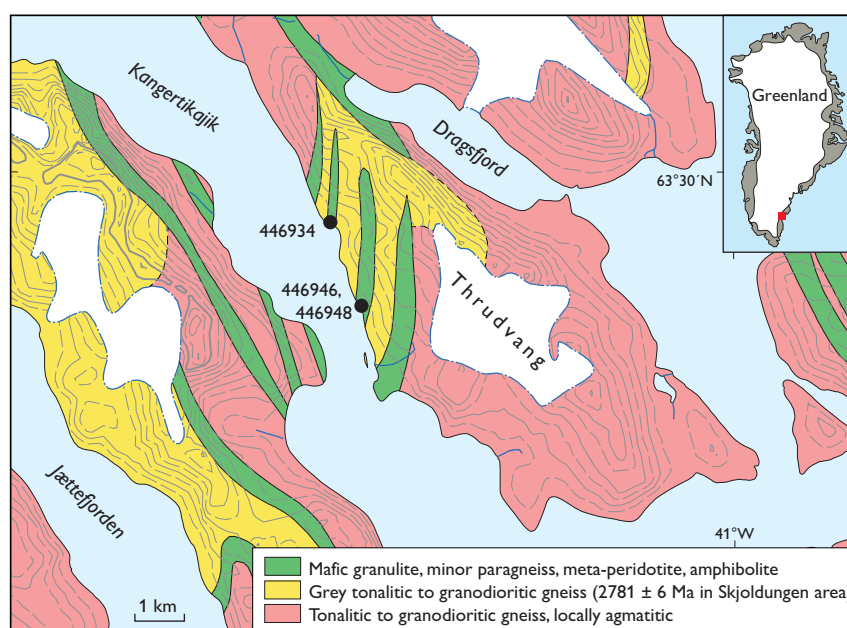 Kangertikajik
Dragsfjord
Greenland
63°30´N
446934
446946,
446948
Thrudvang
Jættefjorden
41°W
Mafic granulite, minor paragneiss, meta-peridotite, amphibolite
Grey tonalitic to granodioritic gneiss (2781 ± 6 Ma in Skjoldungen area)
Tonalitic to granodioritic gneiss, locally agmatitic
1 km